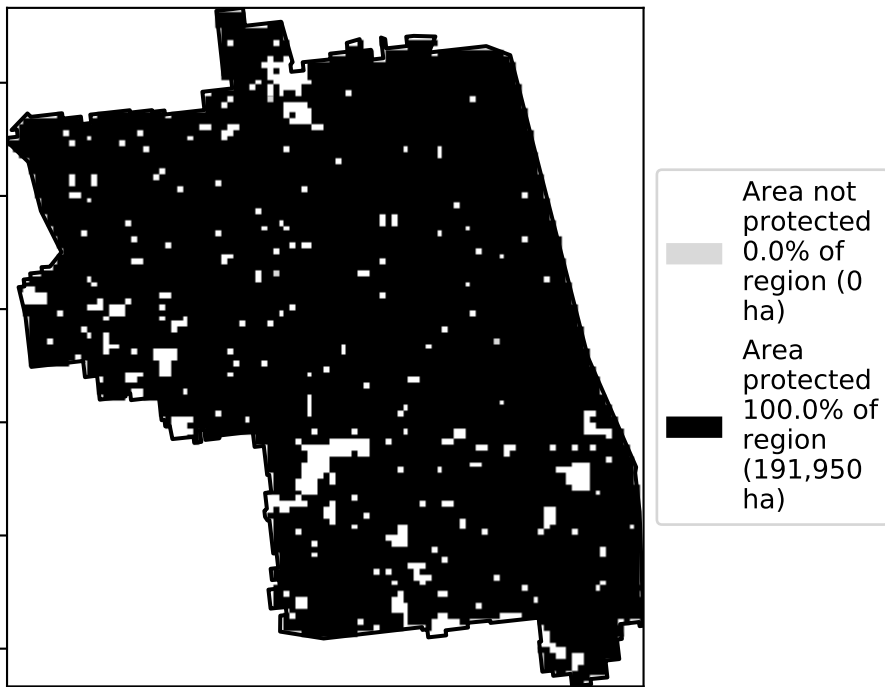 Area not
protected
0.0% of
region (0
ha)
Area
protected
100.0% of
region
(191,950
ha)